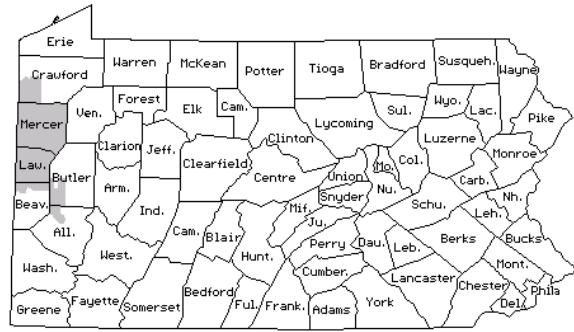 Erie
Crawford
Warren
McKean
Potter
Tioga
Bradford
Susqueh.
Wayne
Mercer
Ven.
Forest
Elk
Cam.
Lycoming
Sul.
Wyo.
Lac.
Pike
Clarion
Jeff.
Clinton
Luzerne
Monroe
Law.
Butler
Arm.
Clearfield
Centre
Union
Mo.
Col.
Carb.
Snyder
Nu.
Nh.
Beav.
All.
Ind.
Cam.
Blair
Mif.
Ju.
Schu.
Leh.
West.
Hunt.
Perry
Dau.
Leb.
Berks
Bucks
Wash.
Cumber.
Lancaster
Mont.
Greene
Fayette
Somerset
Bedford
Ful.
Frank.
Adams
York
Chester
Del.
Phila